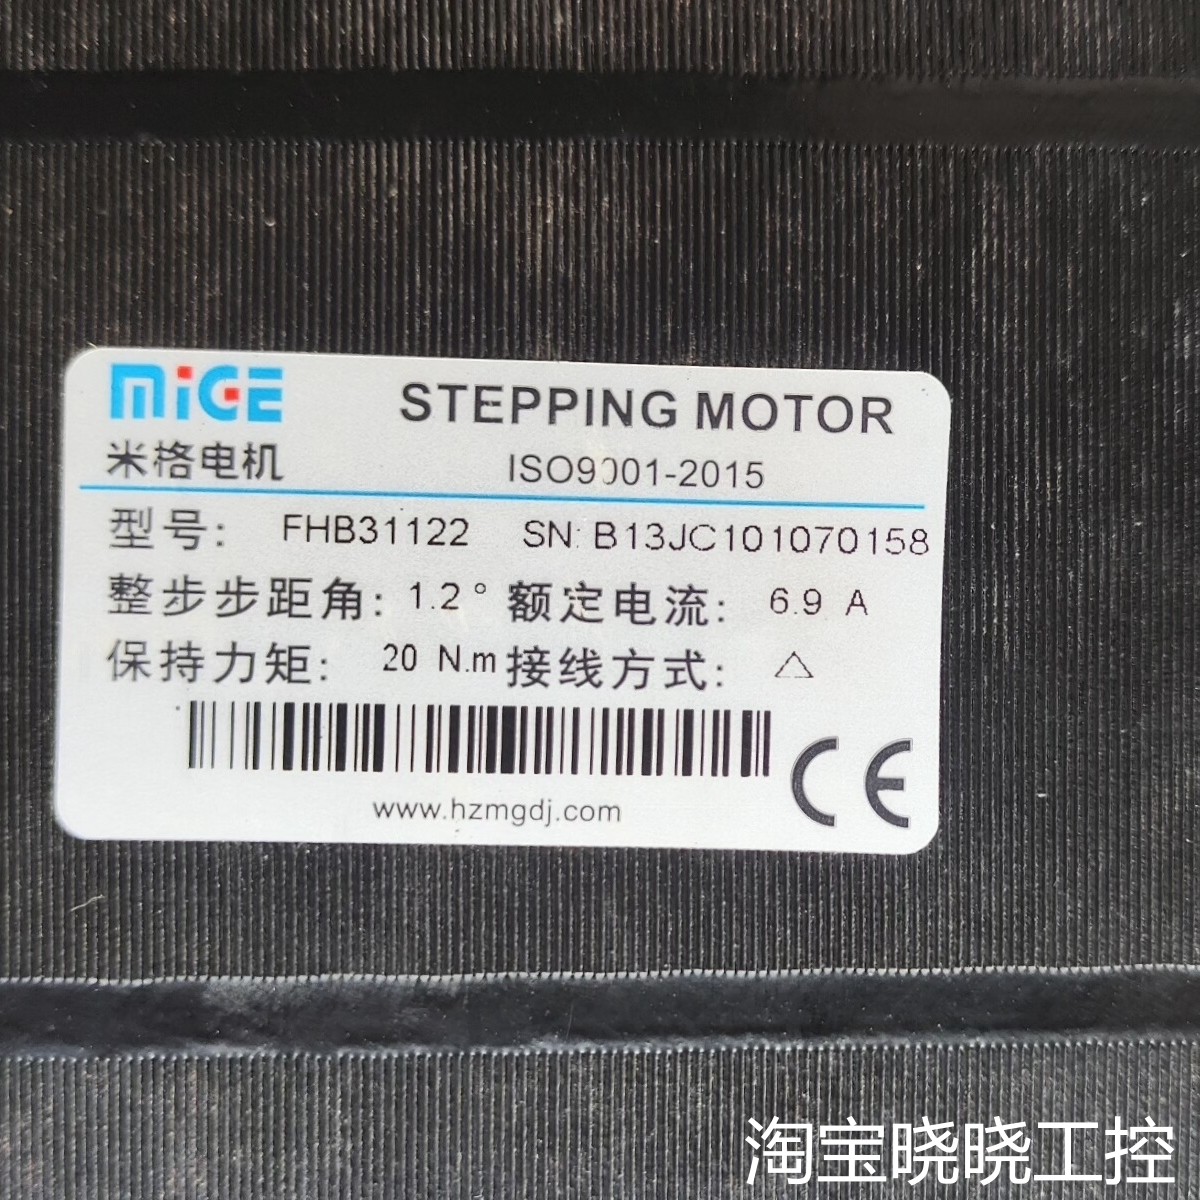 MiGE STEPPING MOTOR
米格电机 ISO9001-2015
型号: FHB31122 SN: B13JC101070158
整步步距角: 1.2° 额定电流: 6.9 A
保持力矩: 20 N.m 接线方式: △
CE
www.hzmgdj.com
淘宝晓晓工控